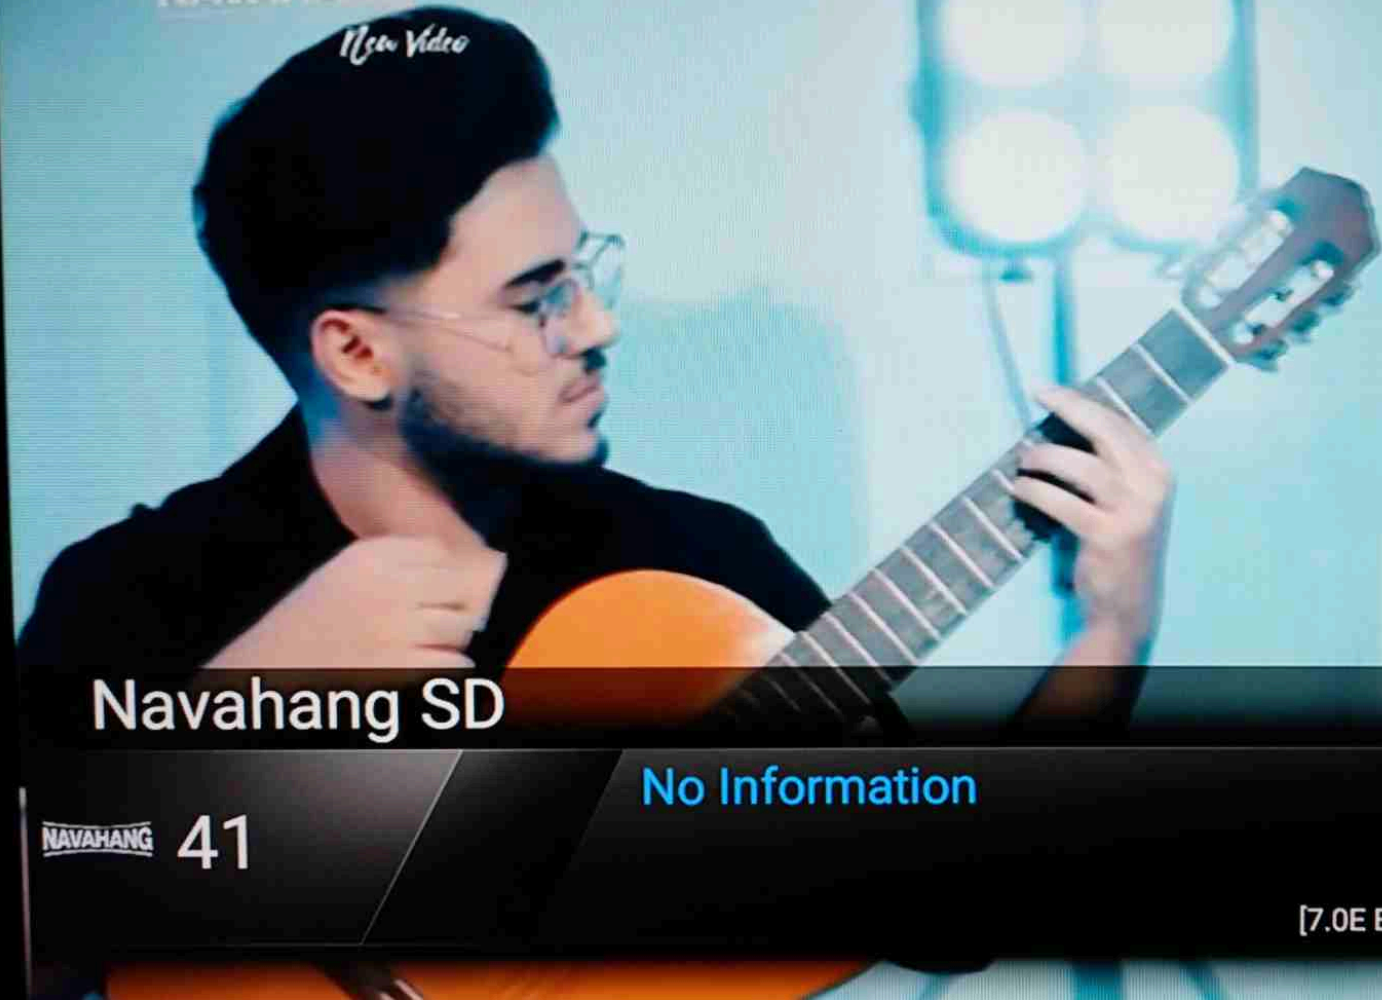 New Video
Navahang SD
NAVAHANG 41
No Information
[7.0E